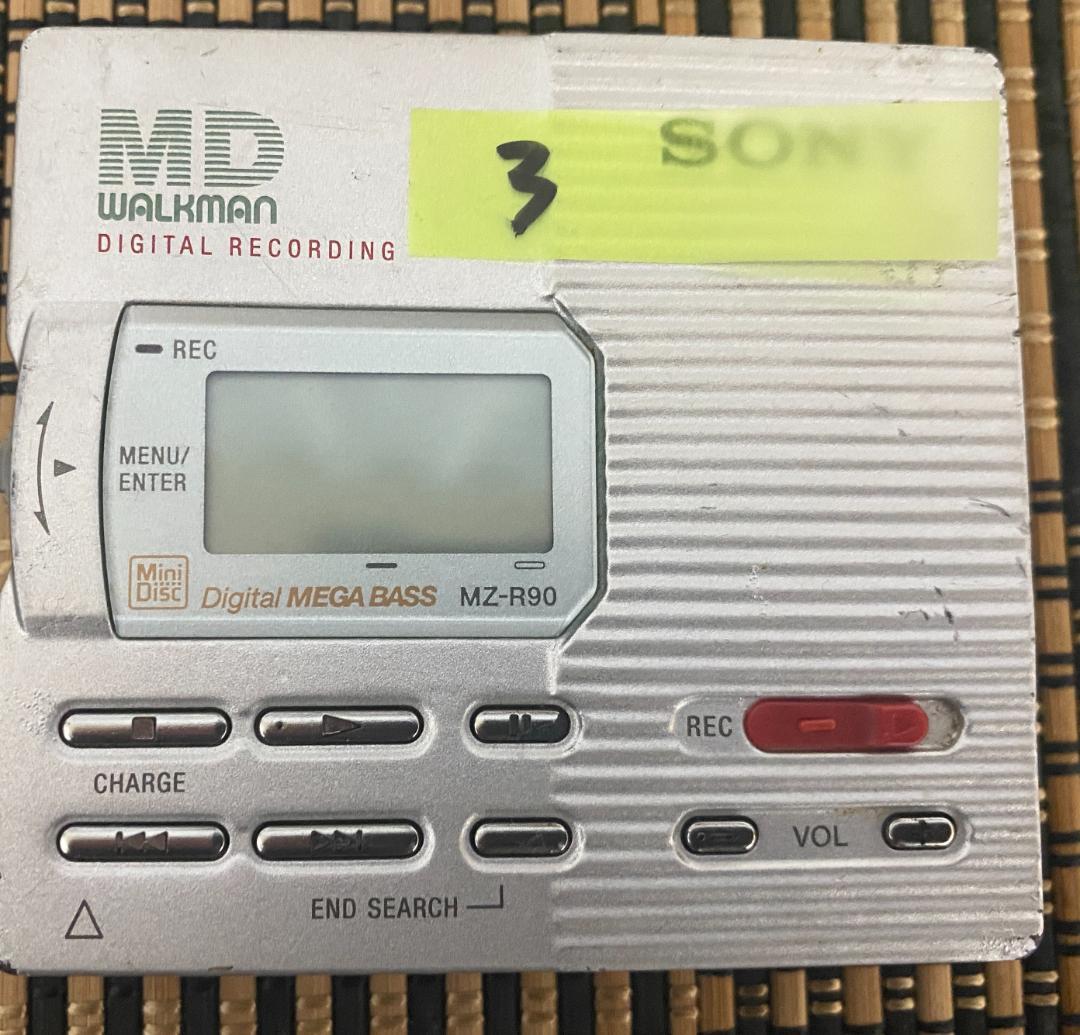 MD
WALKMAN
DIGITAL RECORDING
3
SONY
REC
MENU/
ENTER
Mini
Disc
Digital MEGA BASS
MZ-R90
REC
CHARGE
VOL
END SEARCH